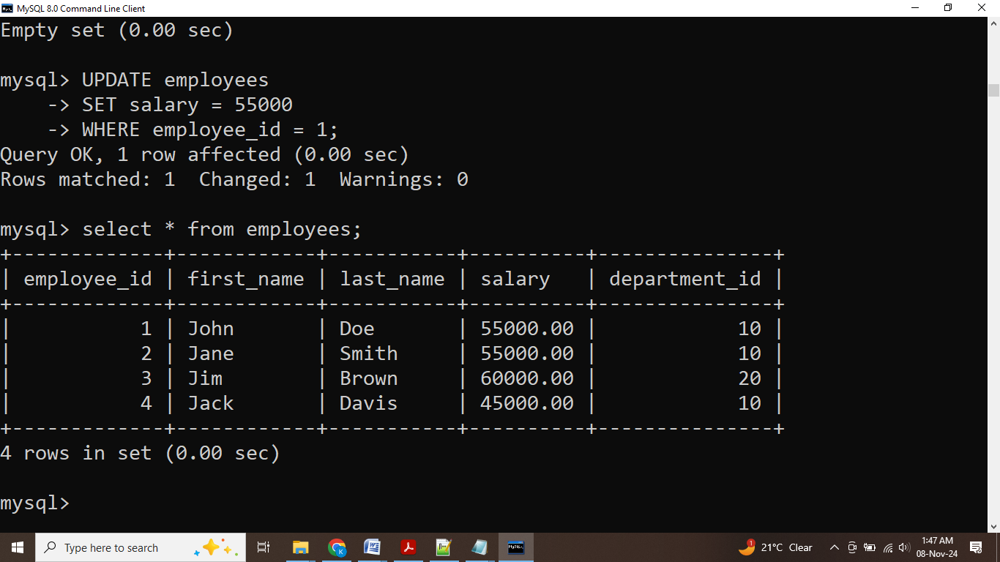 MySQL 8.0 Command Line Client
Empty set (0.00 sec)
mysql> UPDATE employees
    -> SET salary = 55000
    -> WHERE employee_id = 1;
Query OK, 1 row affected (0.00 sec)
Rows matched: 1  Changed: 1  Warnings: 0
mysql> select * from employees;
+-------------+------------+-----------+----------+---------------+
| employee_id | first_name | last_name | salary   | department_id |
+-------------+------------+-----------+----------+---------------+
|           1 | John       | Doe       | 55000.00 |            10 |
|           2 | Jane       | Smith     | 55000.00 |            10 |
|           3 | Jim        | Brown     | 60000.00 |            20 |
|           4 | Jack       | Davis     | 45000.00 |            10 |
+-------------+------------+-----------+----------+---------------+
4 rows in set (0.00 sec)
mysql>
Type here to search
1
21°C Clear
1:47 AM
08-Nov-24